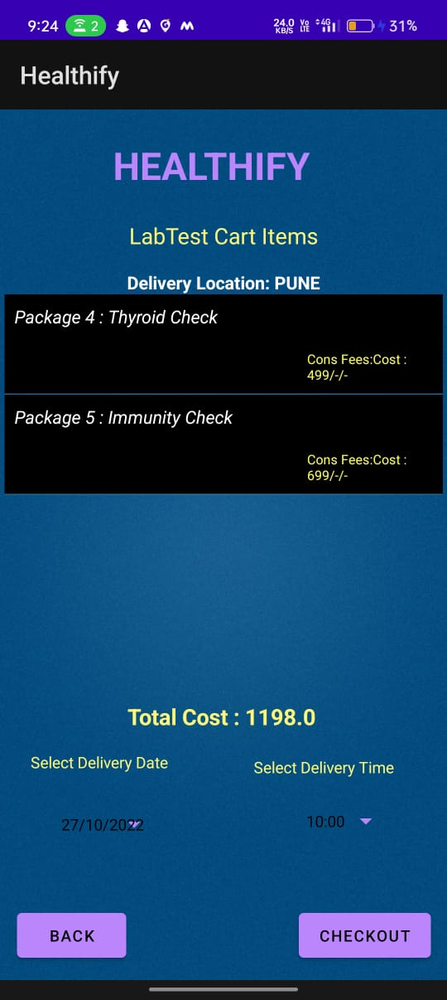 9:24 2 24.0 KB/S Vo LTE 4G 31%
Healthify
HEALTHIFY
LabTest Cart Items
Delivery Location: PUNE
Package 4 : Thyroid Check
Cons Fees:Cost :
499/-/-
Package 5 : Immunity Check
Cons Fees:Cost :
699/-/-
Total Cost : 1198.0
Select Delivery Date
Select Delivery Time
27/10/2022
10:00
BACK
CHECKOUT